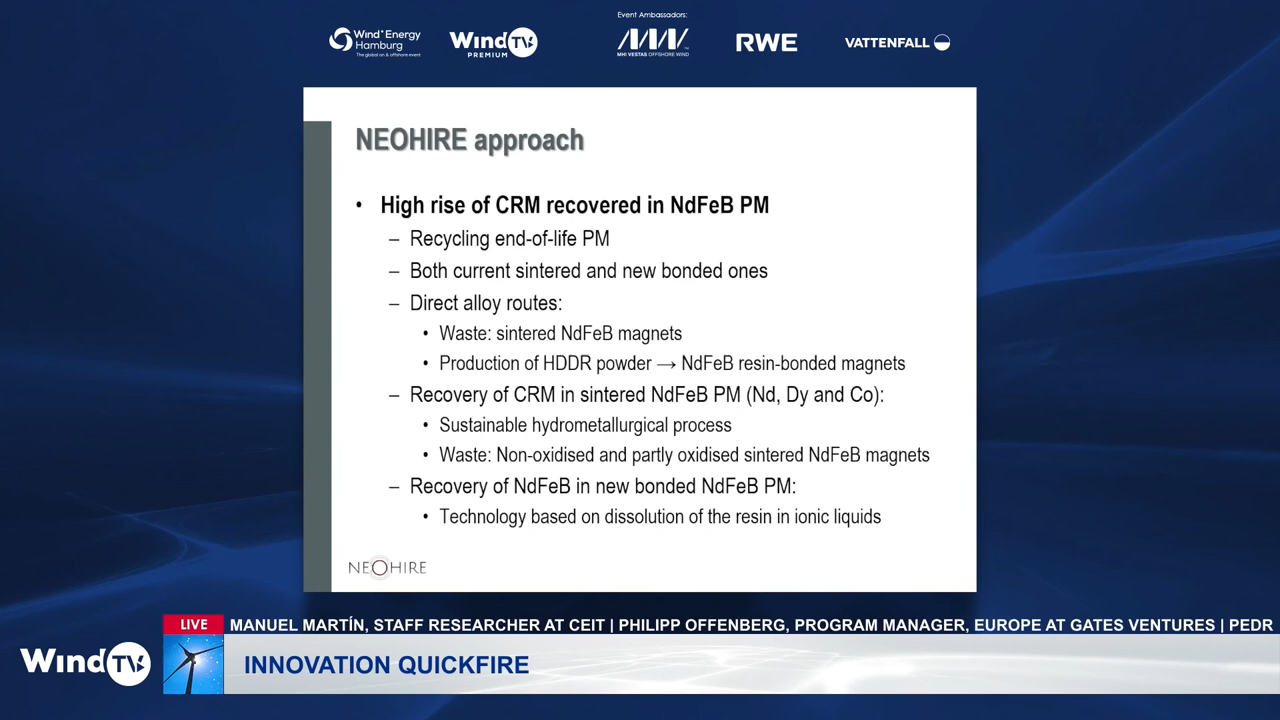 Event Ambassadors:
Wind Energy
Hamburg
The global on & offshore event
WindTV
PREMIUM
MHI VESTAS OFFSHORE WIND
RWE
VATTENFALL
NEOHIRE approach
• High rise of CRM recovered in NdFeB PM
– Recycling end-of-life PM
– Both current sintered and new bonded ones
– Direct alloy routes:
• Waste: sintered NdFeB magnets
• Production of HDDR powder → NdFeB resin-bonded magnets
– Recovery of CRM in sintered NdFeB PM (Nd, Dy and Co):
• Sustainable hydrometallurgical process
• Waste: Non-oxidised and partly oxidised sintered NdFeB magnets
– Recovery of NdFeB in new bonded NdFeB PM:
• Technology based on dissolution of the resin in ionic liquids
NEOHIRE
LIVE
MANUEL MARTÍN, STAFF RESEARCHER AT CEIT | PHILIPP OFFENBERG, PROGRAM MANAGER, EUROPE AT GATES VENTURES | PEDR
WindTV
INNOVATION QUICKFIRE